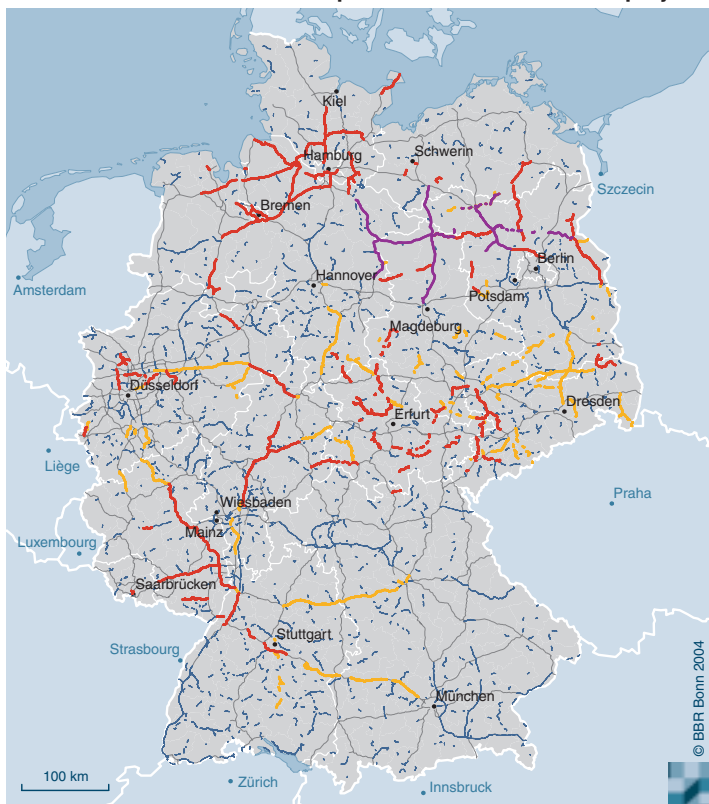 Kiel
Hamburg
Schwerin
Szczecin
Bremen
Berlin
Amsterdam
Hannover
Potsdam
Magdeburg
Düsseldorf
Dresden
Erfurt
Liège
Wiesbaden
Praha
Mainz
Luxembourg
Saarbrücken
Stuttgart
Strasbourg
München
© BBR Bonn 2004
100 km
Zürich
Innsbruck